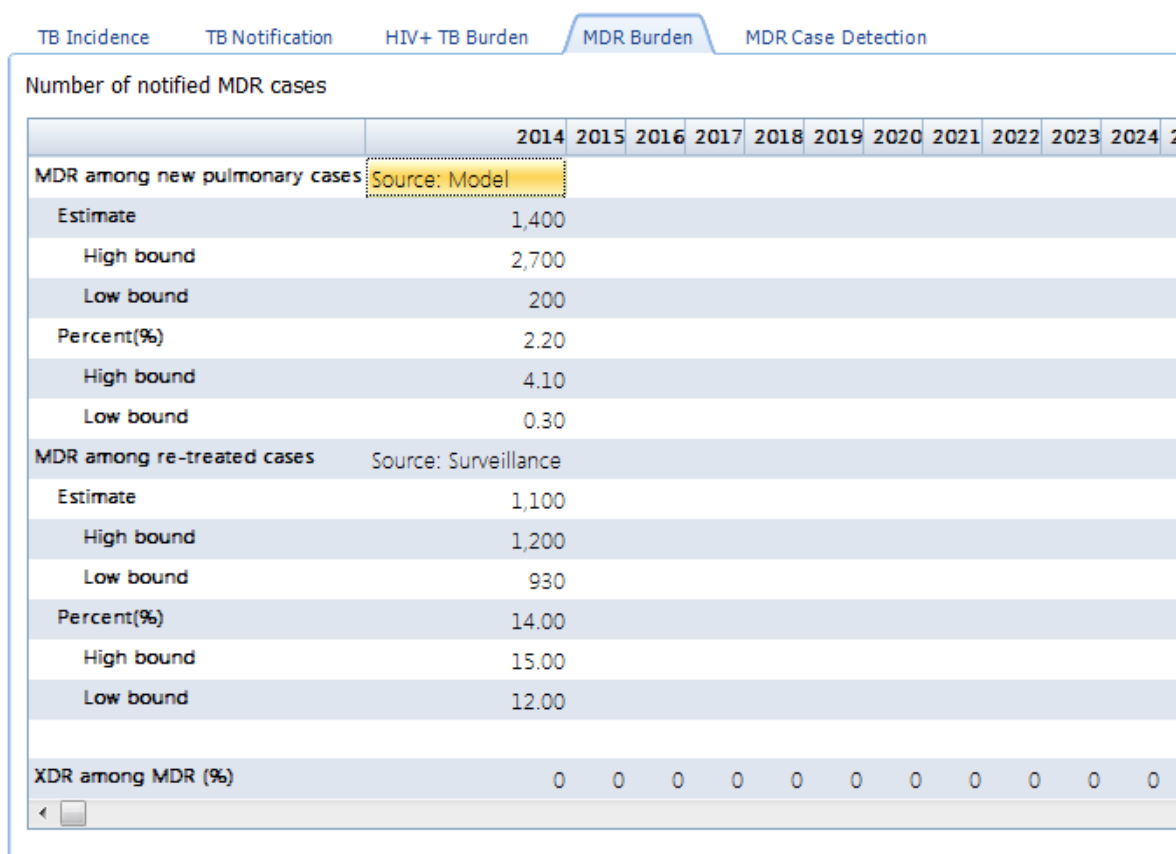 TB Incidence TB Notification HIV+ TB Burden MDR Burden MDR Case Detection
Number of notified MDR cases
2014 2015 2016 2017 2018 2019 2020 2021 2022 2023 2024
MDR among new pulmonary cases Source: Model
Estimate 1,400
High bound 2,700
Low bound 200
Percent(%) 2.20
High bound 4.10
Low bound 0.30
MDR among re-treated cases Source: Surveillance
Estimate 1,100
High bound 1,200
Low bound 930
Percent(%) 14.00
High bound 15.00
Low bound 12.00
XDR among MDR (%) 0 0 0 0 0 0 0 0 0 0 0